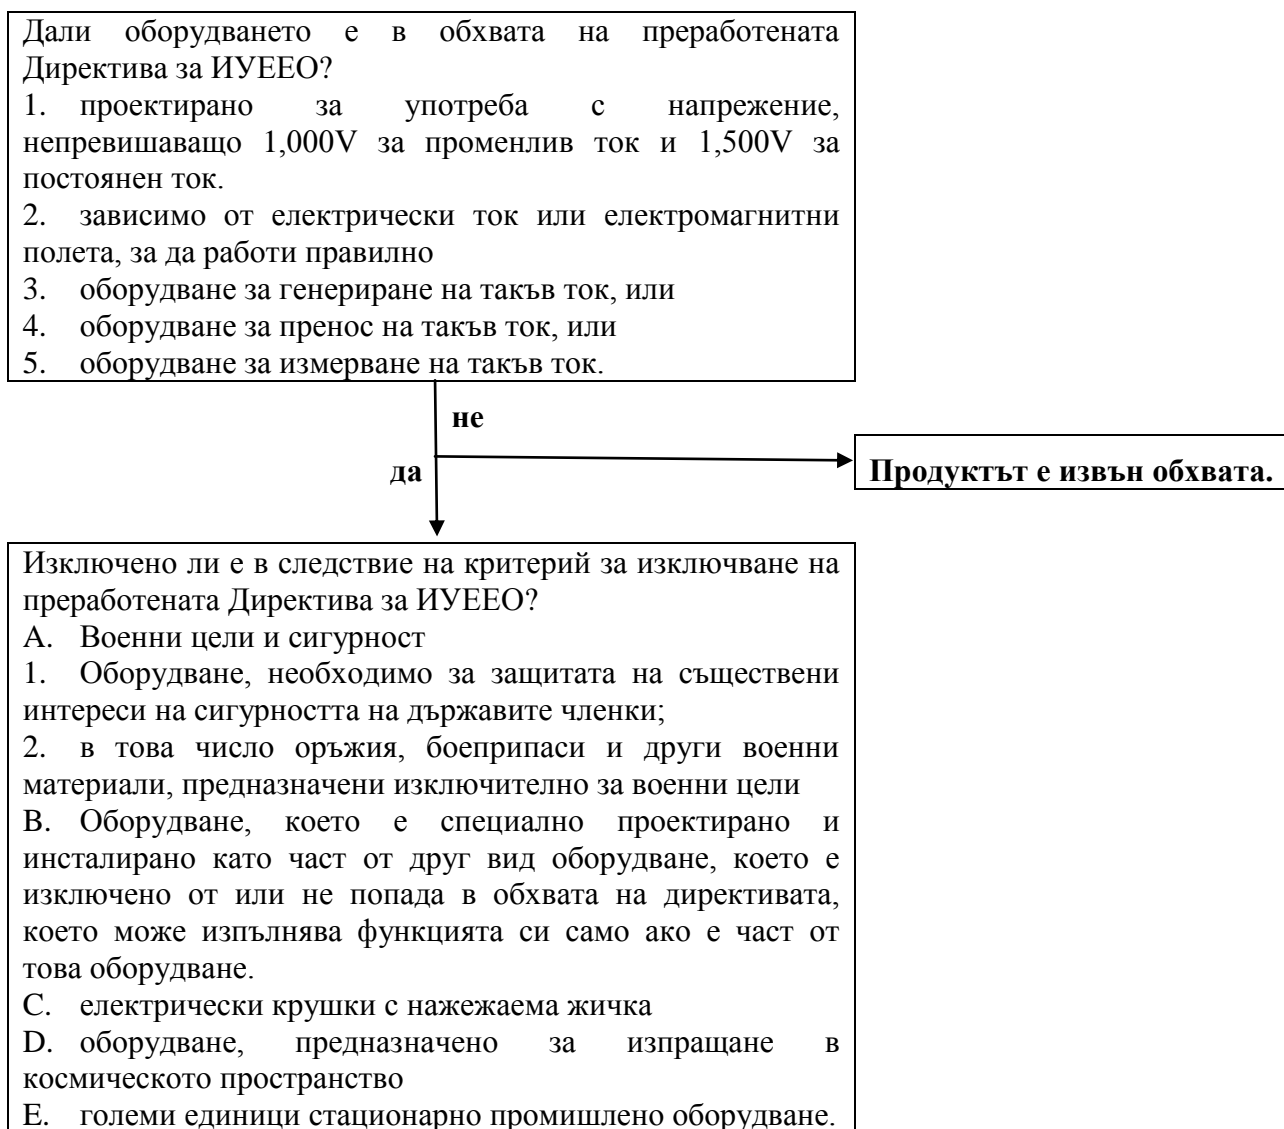 Дали оборудването е в обхвата на преработената
Директива за ИУЕЕО?
1. проектирано за употреба с напрежение,
непревишаващо 1,000V за променлив ток и 1,500V за
постоянен ток.
2. зависимо от електрически ток или електромагнитни
полета, за да работи правилно
3. оборудване за генериране на такъв ток, или
4. оборудване за пренос на такъв ток, или
5. оборудване за измерване на такъв ток.
не
да
Продуктът е извън обхвата.
Изключено ли е в следствие на критерий за изключване на
преработената Директива за ИУЕЕО?
A. Военни цели и сигурност
1. Оборудване, необходимо за защитата на съществени
интереси на сигурността на държавите членки;
2. в това число оръжия, боеприпаси и други военни
материали, предназначени изключително за военни цели
B. Оборудване, което е специално проектирано и
инсталирано като част от друг вид оборудване, което е
изключено от или не попада в обхвата на директивата,
което може изпълнява функцията си само ако е част от
това оборудване.
C. електрически крушки с нажежаема жичка
D. оборудване, предназначено за изпращане в
космическото пространство
E. големи единици стационарно промишлено оборудване.